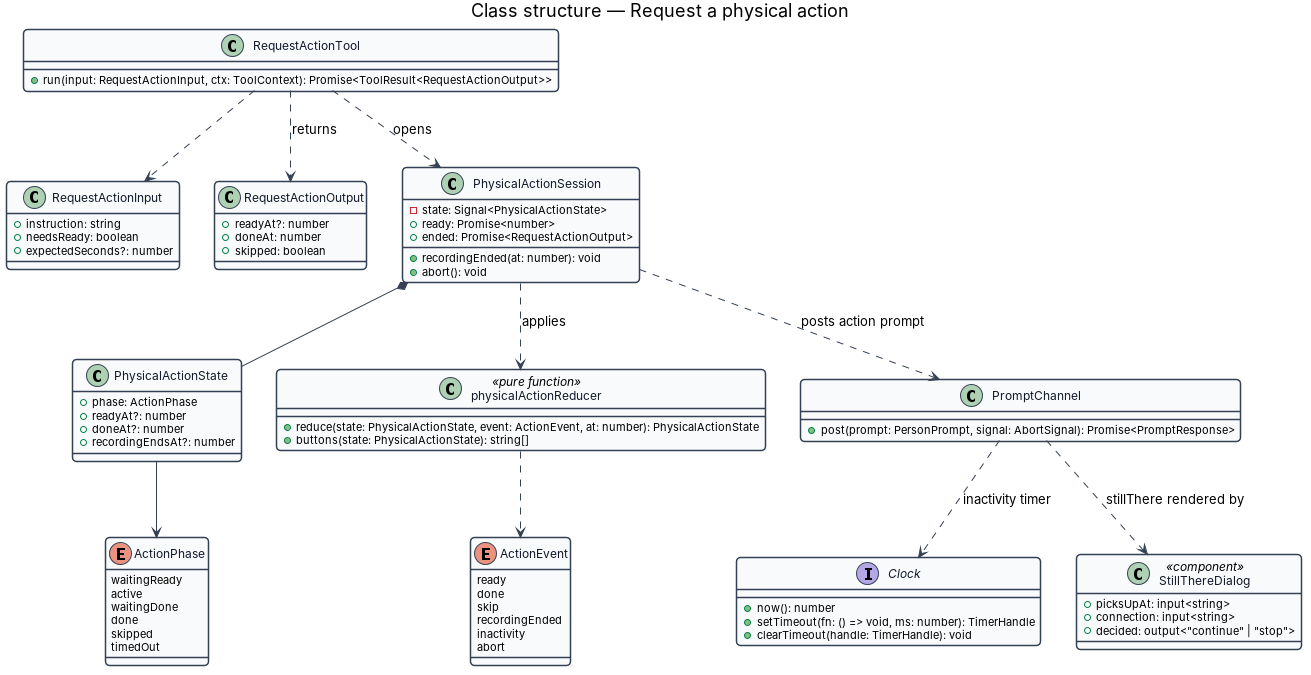 Class structure — Request a physical action
C RequestActionTool
run(input: RequestActionInput, ctx: ToolContext): Promise<ToolResult<RequestActionOutput>>
returns
opens
C RequestActionInput
instruction: string
needsReady: boolean
expectedSeconds?: number
C RequestActionOutput
readyAt?: number
doneAt: number
skipped: boolean
C PhysicalActionSession
state: Signal<PhysicalActionState>
ready: Promise<number>
ended: Promise<RequestActionOutput>
recordingEnded(at: number): void
abort(): void
applies
posts action prompt
C PhysicalActionState
phase: ActionPhase
readyAt?: number
doneAt?: number
recordingEndsAt?: number
«pure function»
C physicalActionReducer
reduce(state: PhysicalActionState, event: ActionEvent, at: number): PhysicalActionState
buttons(state: PhysicalActionState): string[]
C PromptChannel
post(prompt: PersonPrompt, signal: AbortSignal): Promise<PromptResponse>
inactivity timer
stillThere rendered by
E ActionPhase
waitingReady
active
waitingDone
done
skipped
timedOut
E ActionEvent
ready
done
skip
recordingEnded
inactivity
abort
I Clock
now(): number
setTimeout(fn: () => void, ms: number): TimerHandle
clearTimeout(handle: TimerHandle): void
«component»
C StillThereDialog
picksUpAt: input<string>
connection: input<string>
decided: output<"continue" | "stop">